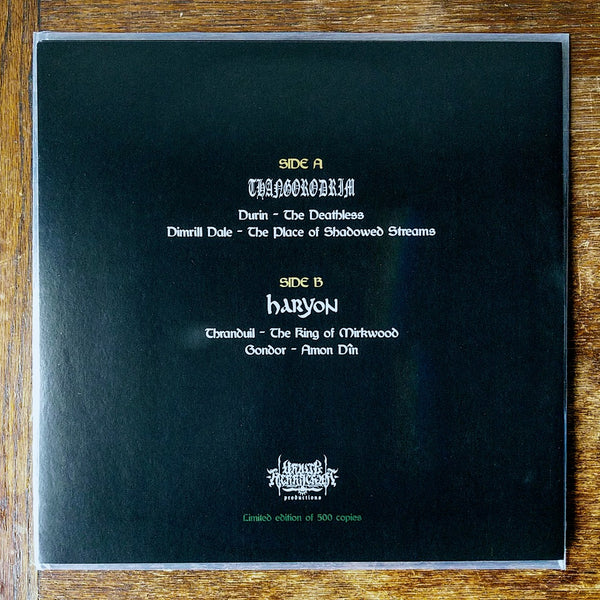 SIDE A
THANGORODRIM
Durin - The Deathless
Dimrill Dale - The Place of Shadowed Streams
SIDE B
haryon
Thranduil - The King of Mirkwood
Gondor - Amon Dîn
productions
Limited edition of 500 copies